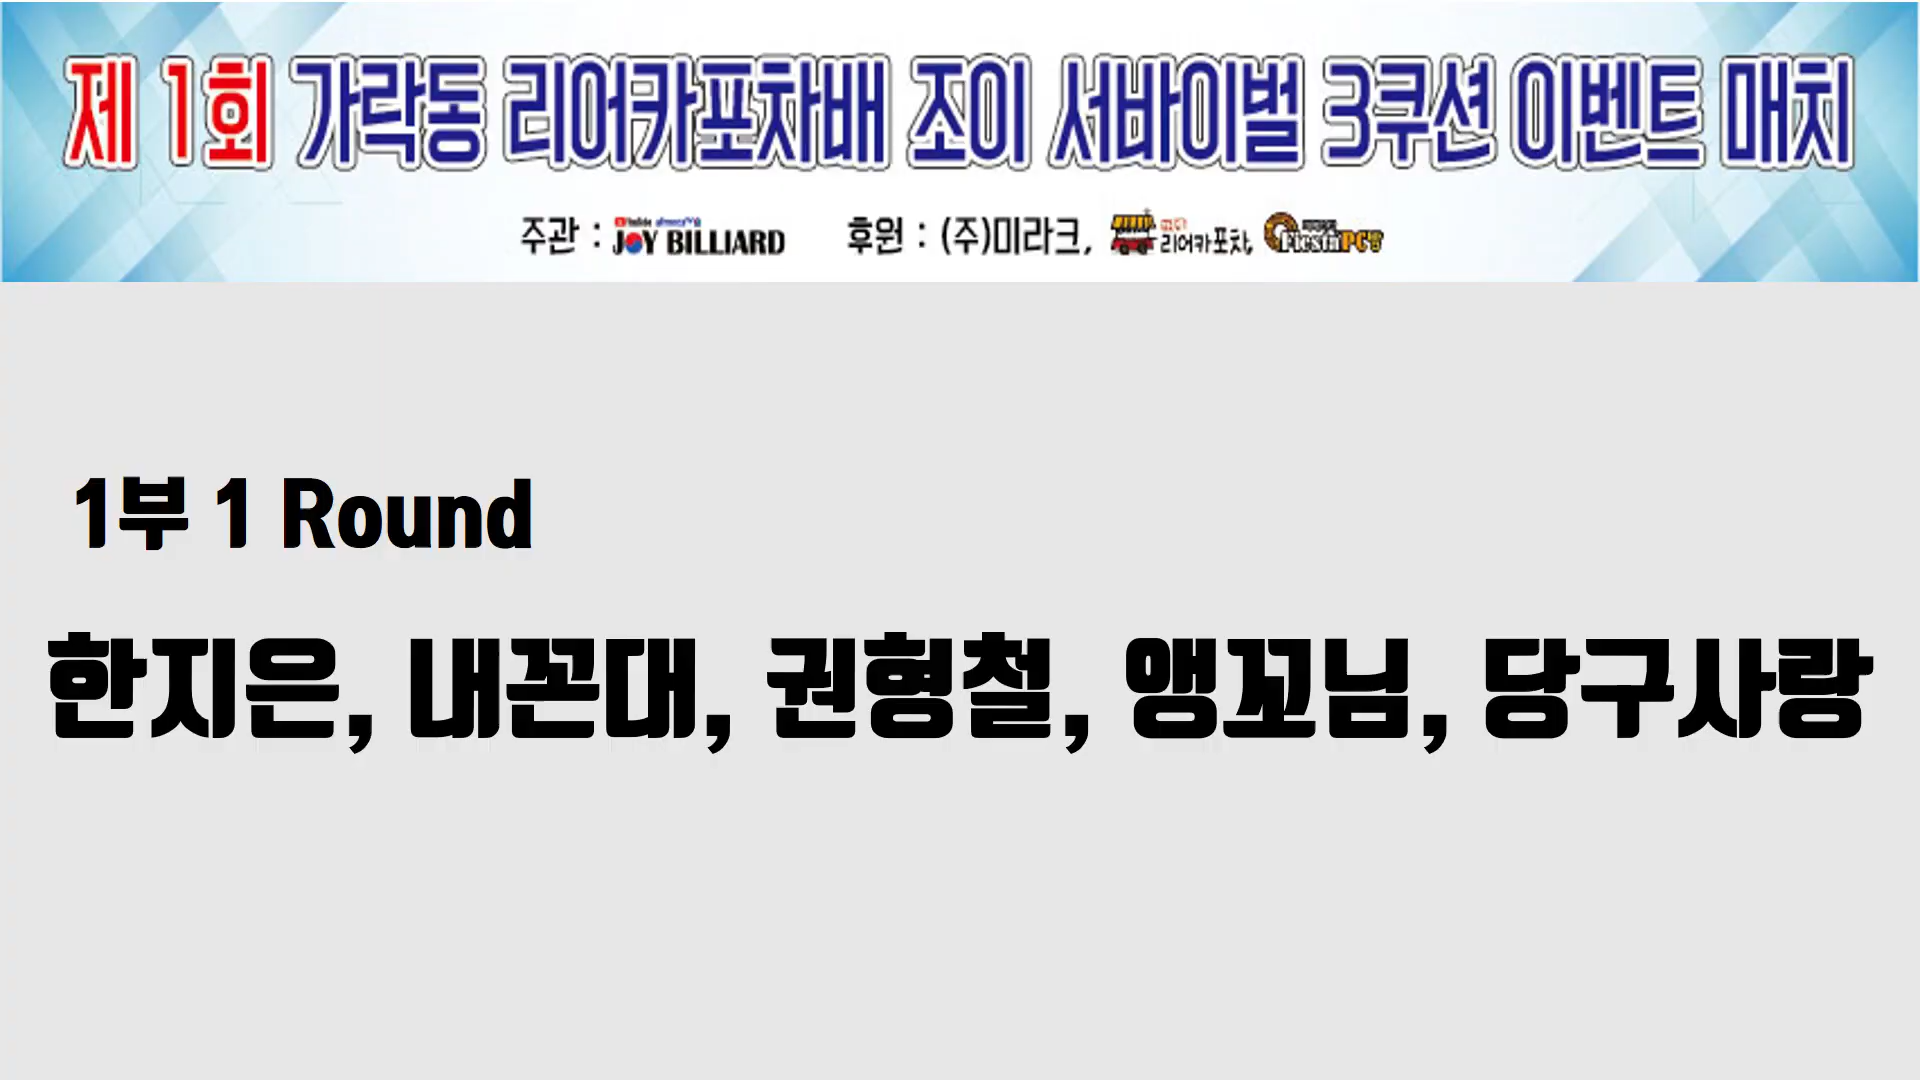 제 1회 가락동 리어카포차배 조이 서바이벌 3쿠션 이벤트 매치
주관 : JOY BILLIARD 후원 : (주)미라크, 리어카포차, FiestaPC방
1부 1 Round
한지은, 내꼰대, 권형철, 앵꼬님, 당구사랑